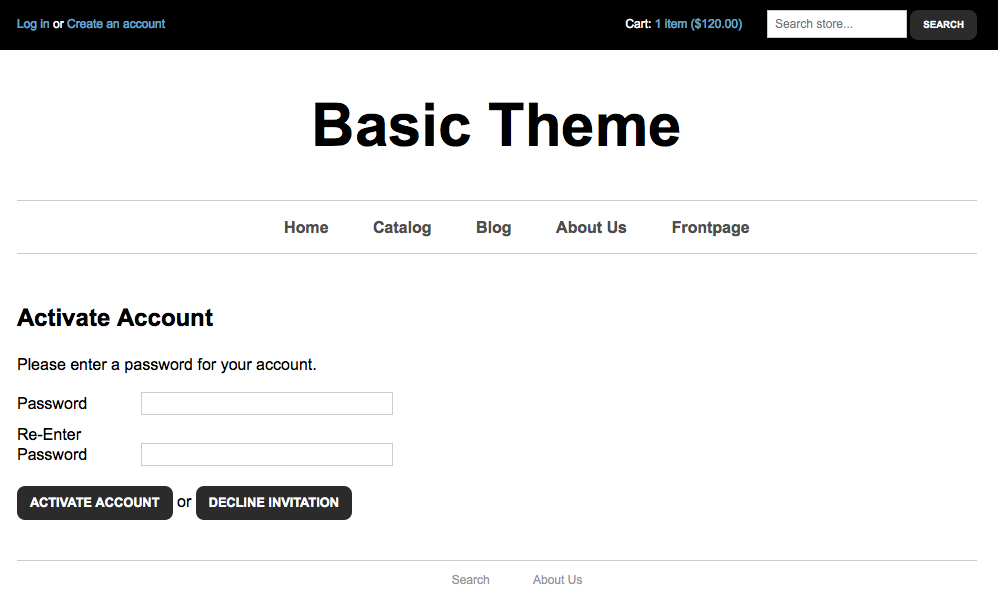 Log in or Create an account Cart: 1 item ($120.00) Search store... SEARCH
Basic Theme
Home Catalog Blog About Us Frontpage
Activate Account
Please enter a password for your account.
Password
Re-Enter
Password
ACTIVATE ACCOUNT or DECLINE INVITATION
Search About Us